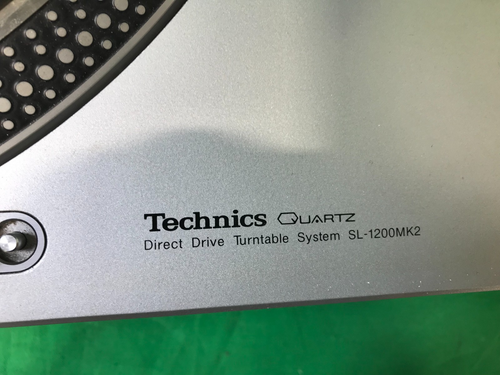 Technics QUARTZ
Direct Drive Turntable System SL-1200MK2